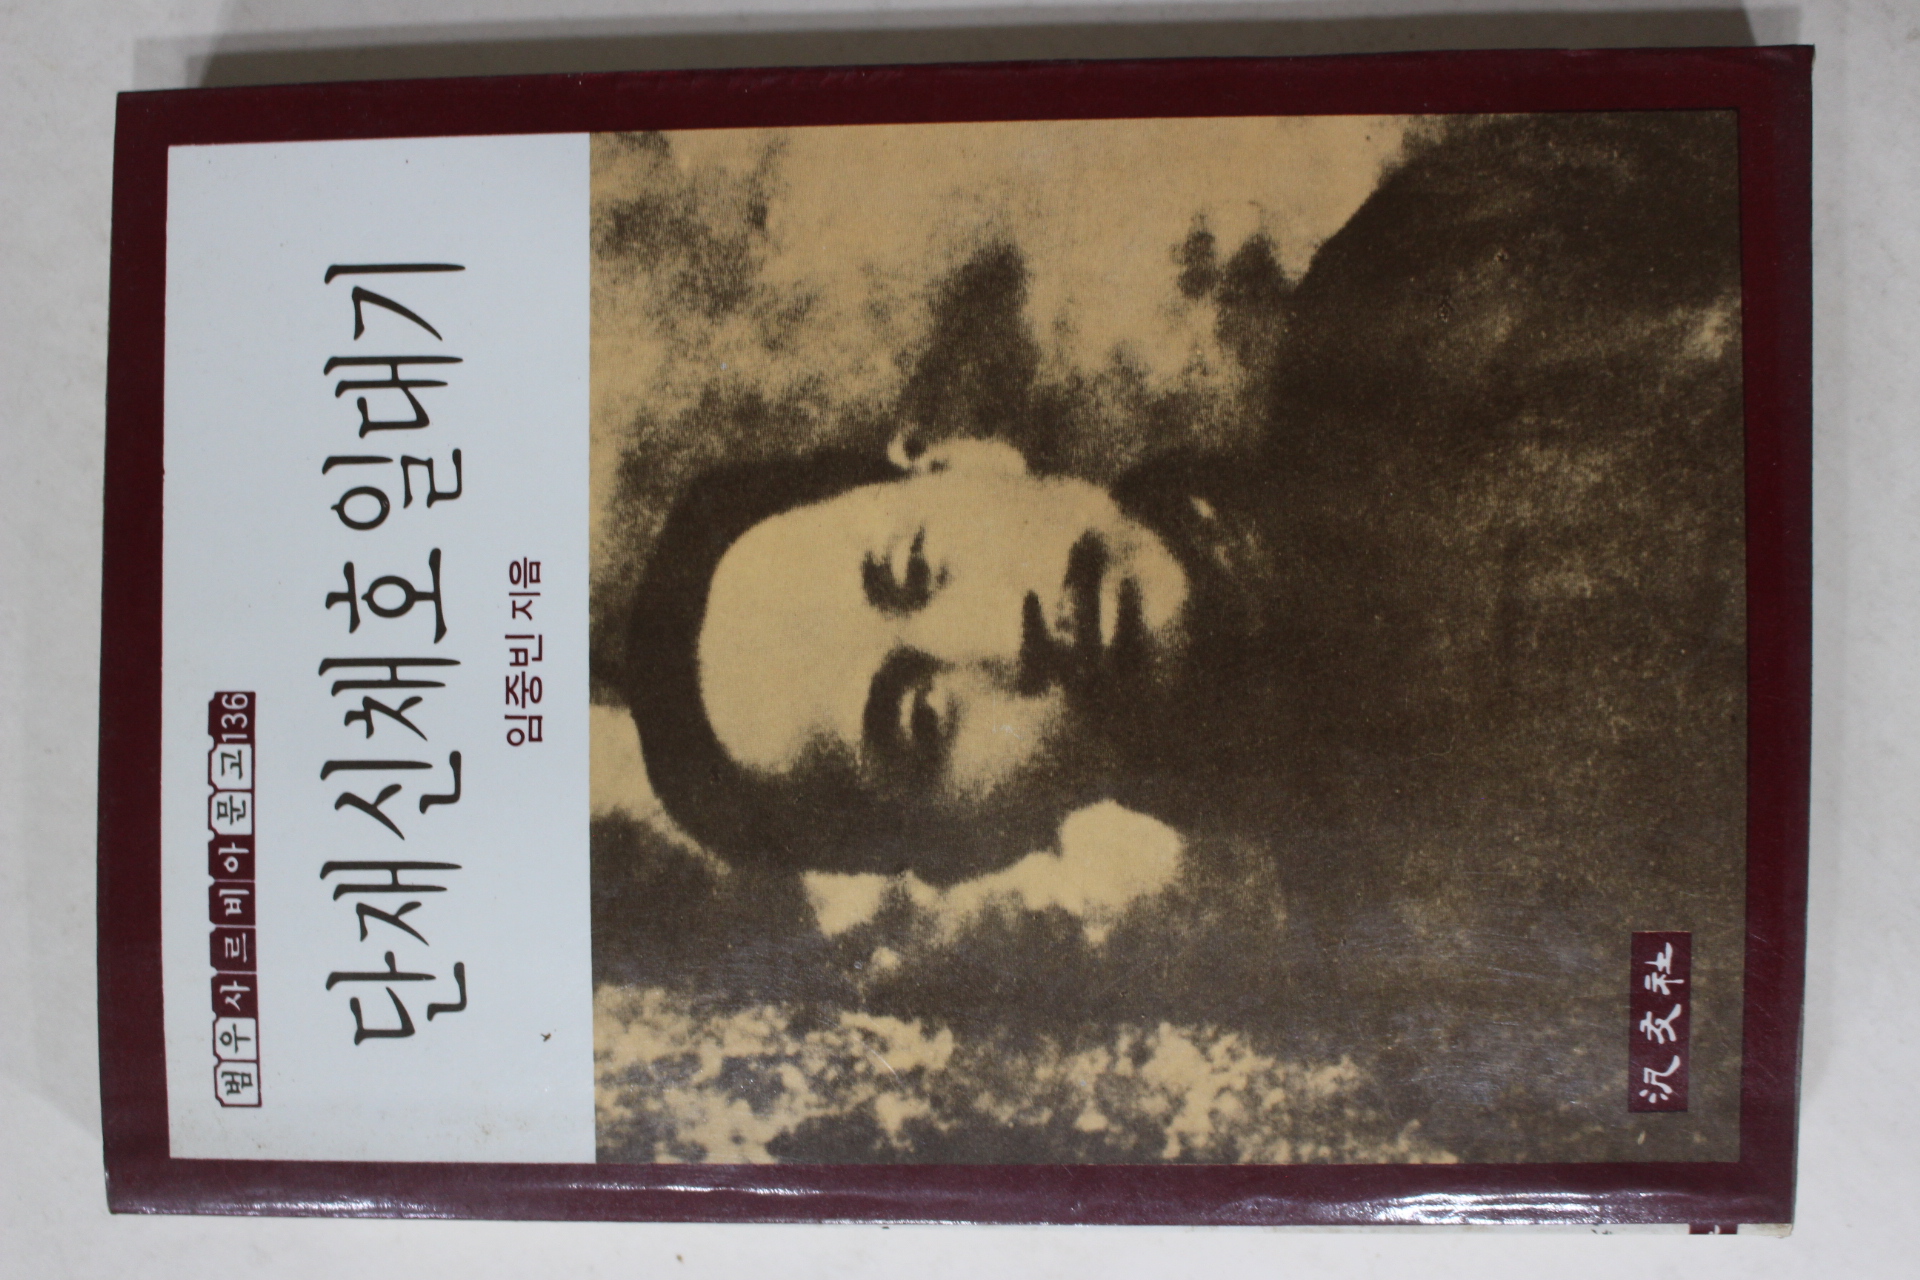 범우사르비아문고136
단재신채호일대기
임중빈 지음
汎友社